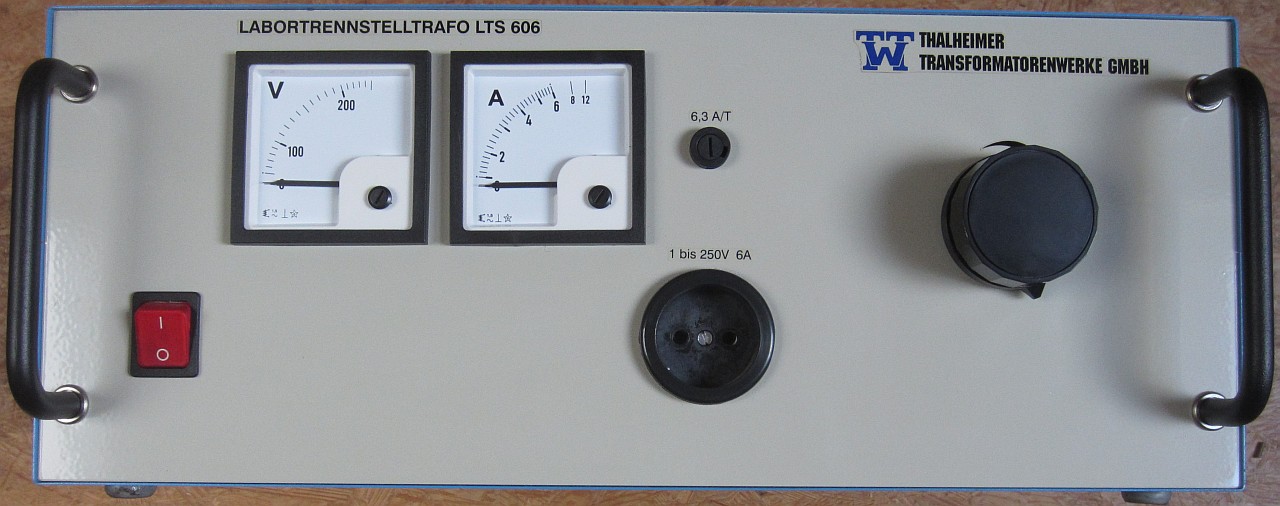 LABORTRENNSTELLTRAFO LTS 606
TWT THALHEIMER
TRANSFORMATORENWERKE GMBH
V
0 100 200
A
0 2 4 6 8 12
6,3 A/T
1 bis 250V 6A
I
O